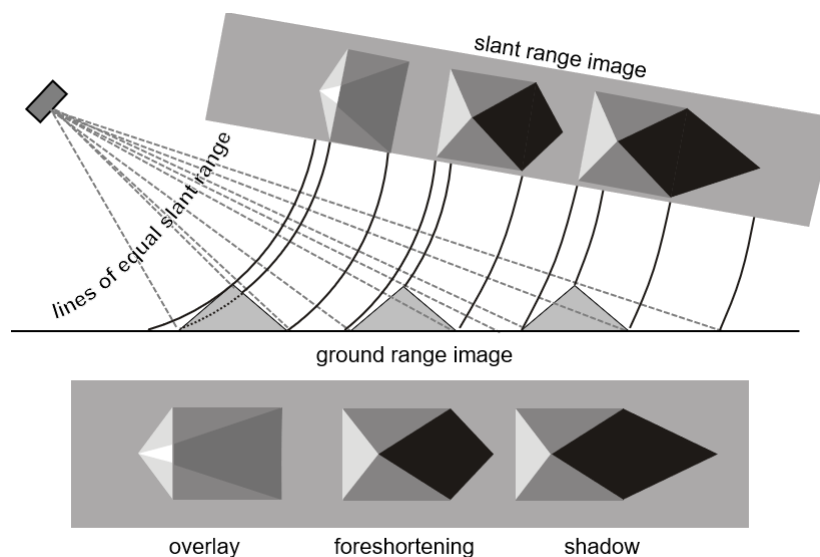 slant range image
lines of equal slant range
ground range image
overlay
foreshortening
shadow